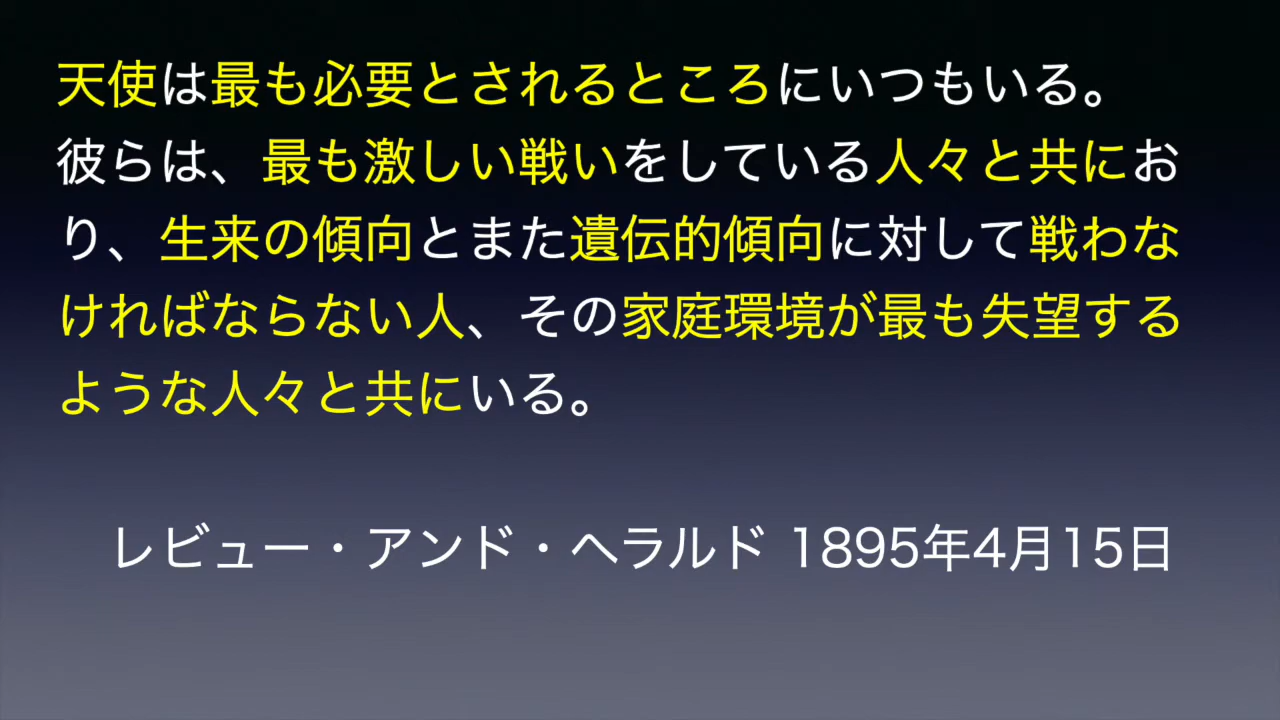 天使は最も必要とされるところにいつもいる。
彼らは、最も激しい戦いをしている人々と共にお
り、生来の傾向とまた遺伝的傾向に対して戦わな
ければならない人、その家庭環境が最も失望する
ような人々と共にいる。
レビュー・アンド・ヘラルド 1895年4月15日